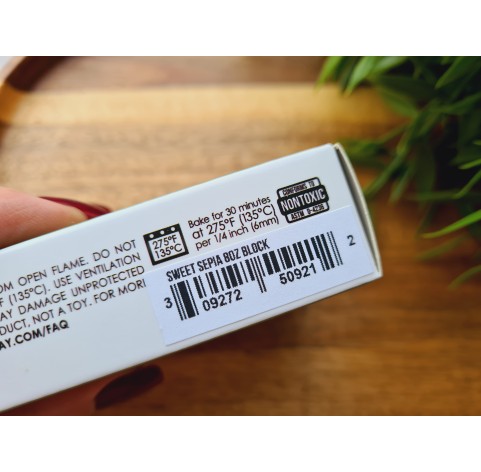 OM OPEN FLAME. DO NOT
°F (135°C). USE VENTILATION
AY DAMAGE UNPROTECTED
DUCT, NOT A TOY. FOR MORE
AY.COM/FAQ
275°F
135°C
Bake for 30 minutes
at 275°F (135°C)
per 1/4 inch (6mm)
CONFORMS TO
NONTOXIC
ASTM D-4236
SWEET SEPIA 8OZ BLOCK
3 09272 50921 2